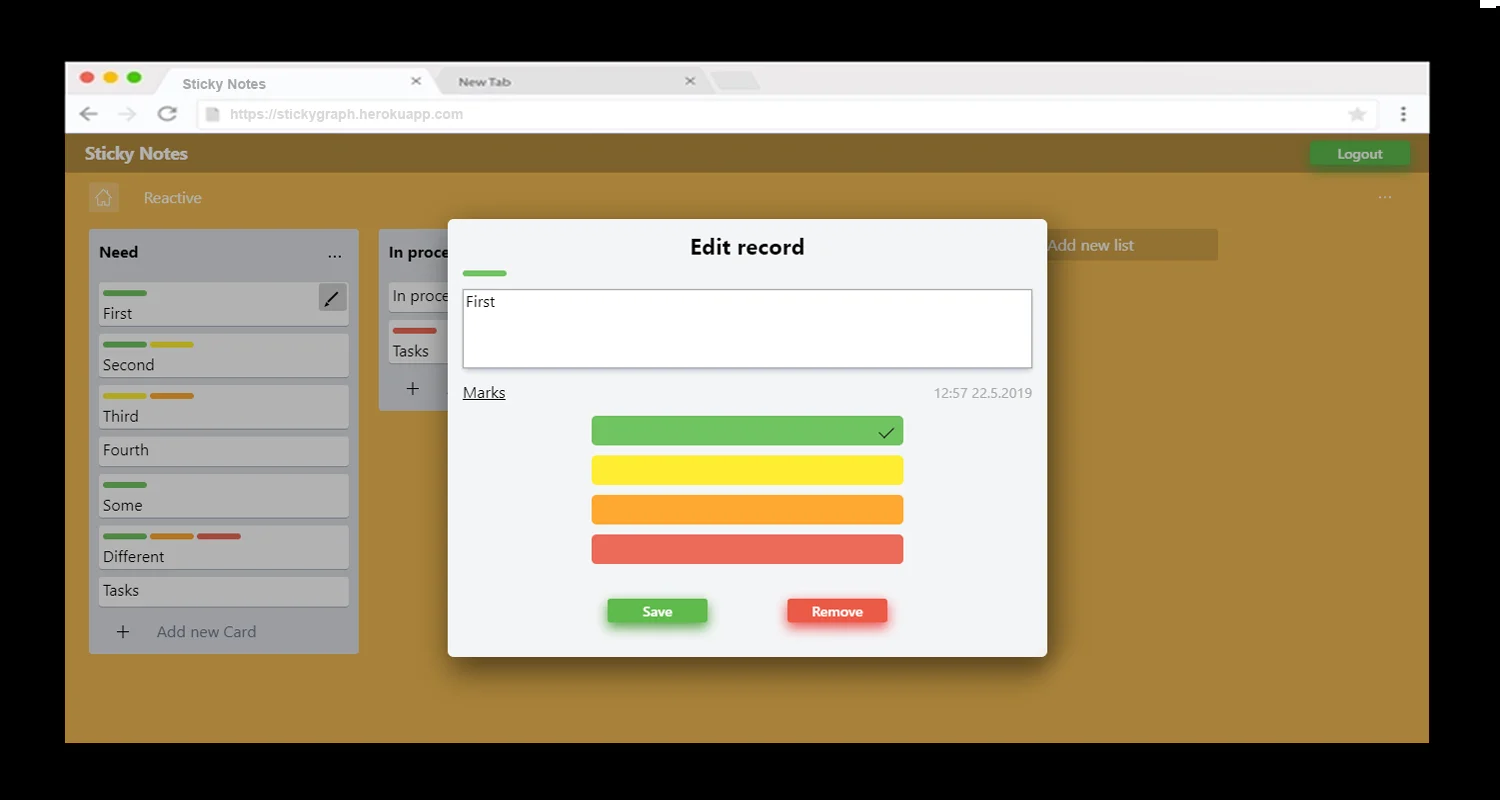 Sticky Notes
New Tab
https://stickygraph.herokuapp.com
Sticky Notes
Logout
Reactive
...
Need
...
First
Second
Third
Fourth
Some
Different
Tasks
+ Add new Card
In proce
In proce
Tasks
+
Add new list
Edit record
First
Marks
12:57 22.5.2019
Save
Remove